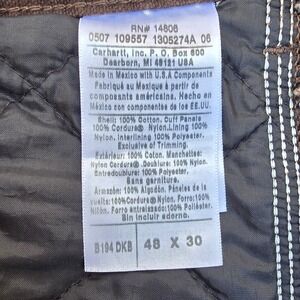 RN# 14806
0507 109557 1305274A 06
Carhartt, Inc. P.O. Box 600
Dearborn, MI 48121 USA
Made in Mexico with U.S.A Components
Fabriqué au Mexique à partir de
composants américains. Hecho en
México con componentes de los EE.UU.
Shell: 100% Cotton. Cuff Panels
100% Cordura® Nylon. Lining 100%
Nylon. Interlining 100% Polyester.
Exclusive of Trimming.
Extérieur: 100% Coton. Manchettes:
Nylon Cordura®. Doublure: 100% Nylon.
Entredoublure: 100% Polyester.
Sans garniture.
Armazón: 100% Algodón. Pánales de
vuelta: 100% Cordura® Nylon. Forro: 100%
Nilon. Forro entrelazado: 100% Poliéster.
Sin incluir adorno.
B194 DKB 48 X 30